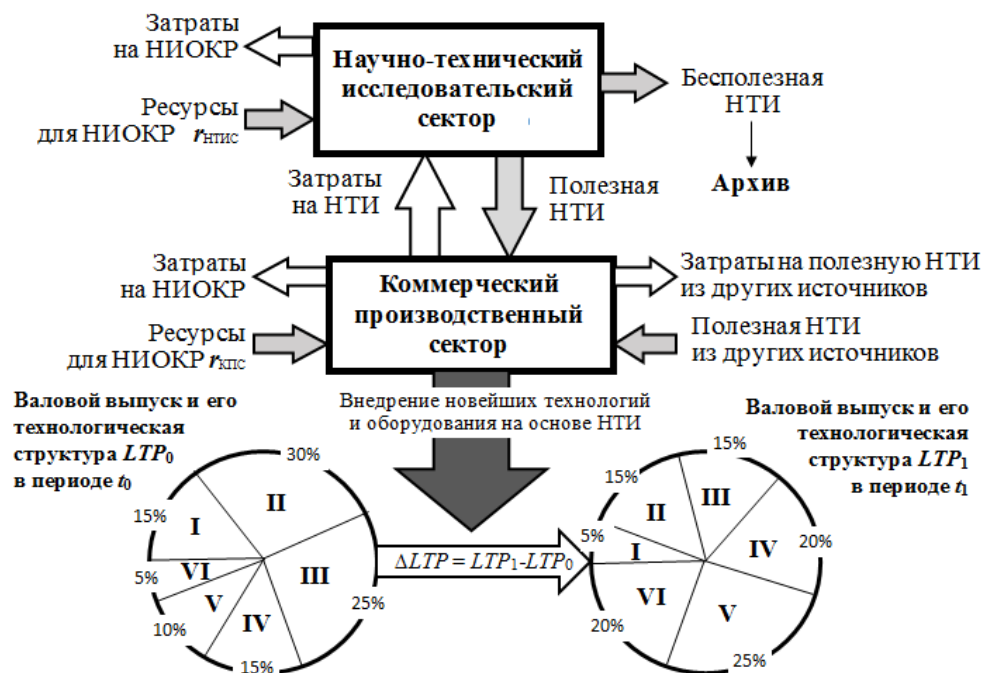 Затраты
на НИОКР
Научно-технический
исследовательский
сектор
Бесполезная
НТИ
Ресурсы
для НИОКР rНТИС
Архив
Затраты
на НТИ
Полезная
НТИ
Затраты
на НИОКР
Коммерческий
производственный
сектор
Затраты на полезную НТИ
из других источников
Ресурсы
для НИОКР rКПС
Полезная НТИ
из других источников
Валовой выпуск и его
технологическая
структура LTP0
в периоде t0
Внедрение новейших технологий
и оборудования на основе НТИ
Валовой выпуск и его
технологическая
структура LTP1
в периоде t1
30%
II
15%
I
5%
VI
V
10%
IV
15%
III
25%
ΔLTP = LTP1-LTP0
15%
III
15%
II
5%
I
IV
20%
VI
20%
V
25%